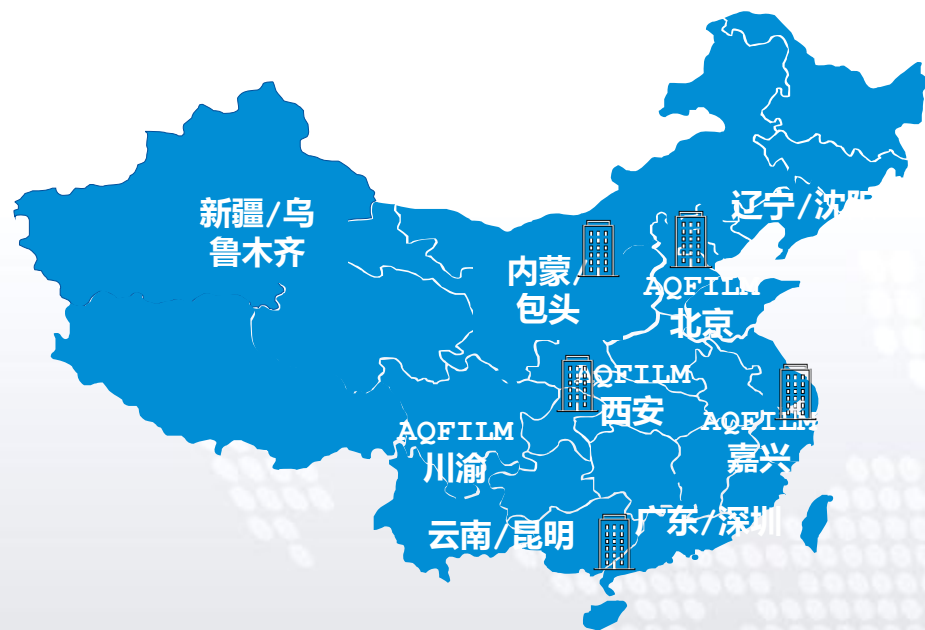 新疆/乌
鲁木齐
辽宁/沈阳
内蒙/
包头
AQFILM
北京
AQFILM
西安
AQFILM
嘉兴
AQFILM
川渝
云南/昆明
广东/深圳